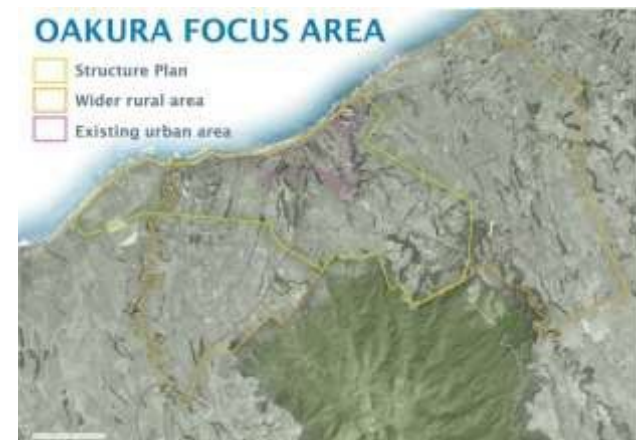 OAKURA FOCUS AREA
Structure Plan
Wider rural area
Existing urban area